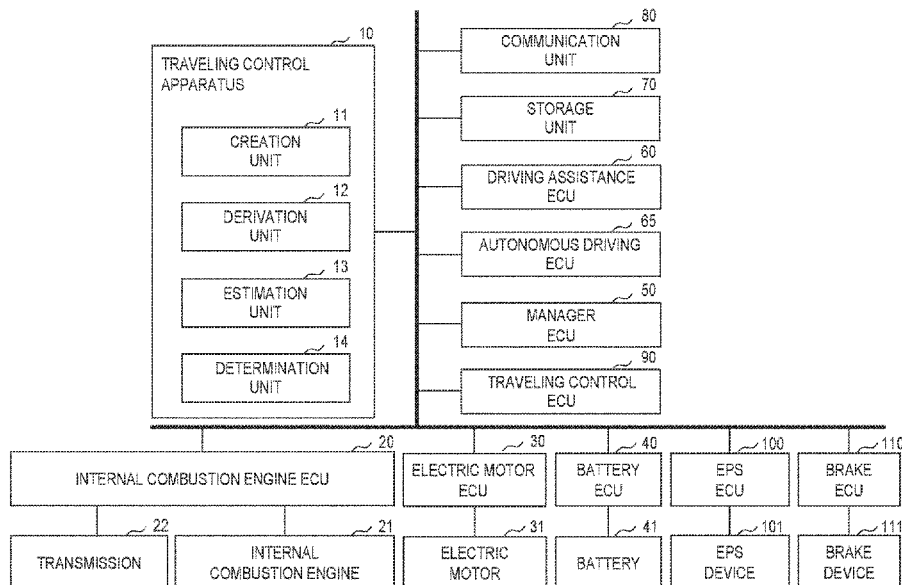 10
TRAVELING CONTROL
APPARATUS
11
CREATION
UNIT
12
DERIVATION
UNIT
13
ESTIMATION
UNIT
14
DETERMINATION
UNIT
80
COMMUNICATION
UNIT
70
STORAGE
UNIT
60
DRIVING ASSISTANCE
ECU
65
AUTONOMOUS DRIVING
ECU
50
MANAGER
ECU
90
TRAVELING CONTROL
ECU
20
INTERNAL COMBUSTION ENGINE ECU
30
ELECTRIC MOTOR
ECU
40
BATTERY
ECU
100
EPS
ECU
110
BRAKE
ECU
22
TRANSMISSION
21
INTERNAL
COMBUSTION ENGINE
31
ELECTRIC
MOTOR
41
BATTERY
101
EPS
DEVICE
111
BRAKE
DEVICE